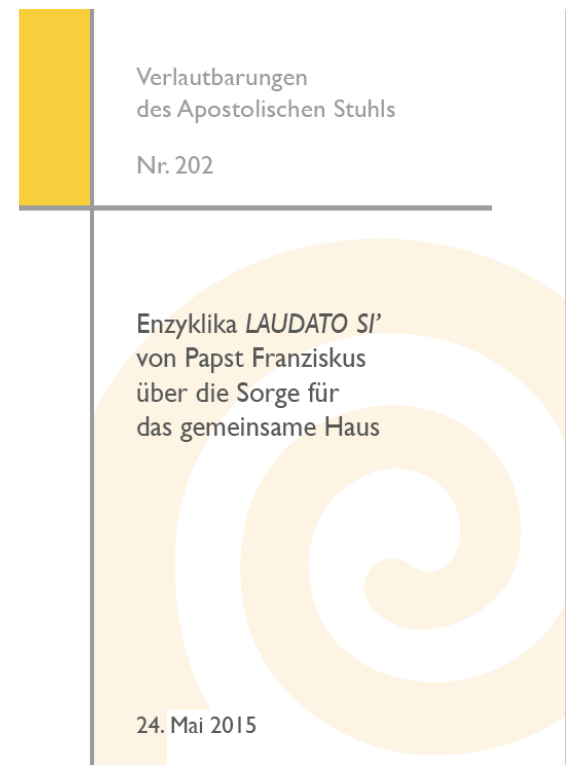 Verlautbarungen
des Apostolischen Stuhls
Nr. 202
Enzyklika LAUDATO SI’
von Papst Franziskus
über die Sorge für
das gemeinsame Haus
24. Mai 2015